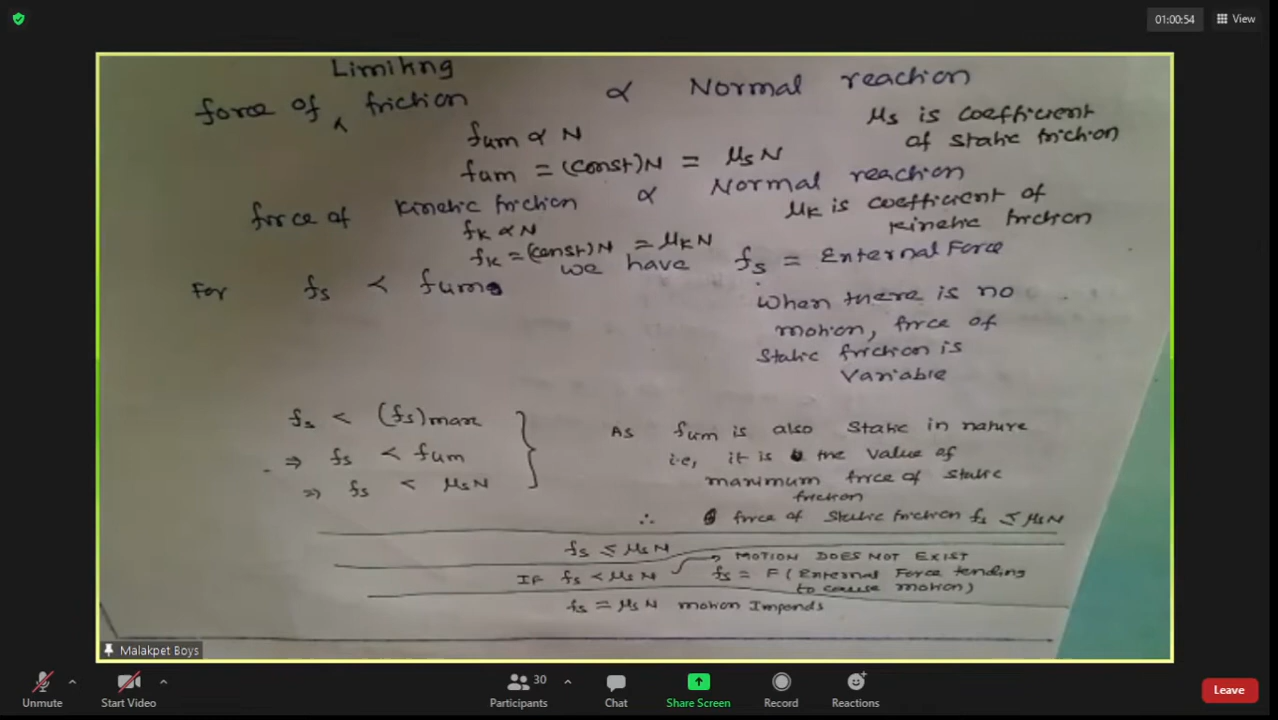 01:00:54
View
Limiting
force of ⁁ friction ∝ Normal reaction
μs is coefficient
of static friction
flim ∝ N
flim = (const)N = μs N
force of kinetic friction ∝ Normal reaction
μK is coefficient of
kinetic friction
fK ∝ N
fK = (const)N = μK N
For fs < flim we have fs = External Force
When there is no
motion, force of
static friction is
variable
fs < (fs)max
⇒ fs < flim
⇒ fs < μsN
As flim is also static in nature
i.e, it is the value of
maximum force of static
friction
∴ force of static friction fs ≤ μsN
fs ≤ μsN
IF fs < μsN → MOTION DOES NOT EXIST
fs = F (External Force tending
to cause motion)
fs = μsN motion Impends
Malakpet Boys
Unmute
Start Video
30
Participants
Chat
Share Screen
Record
Reactions
Leave